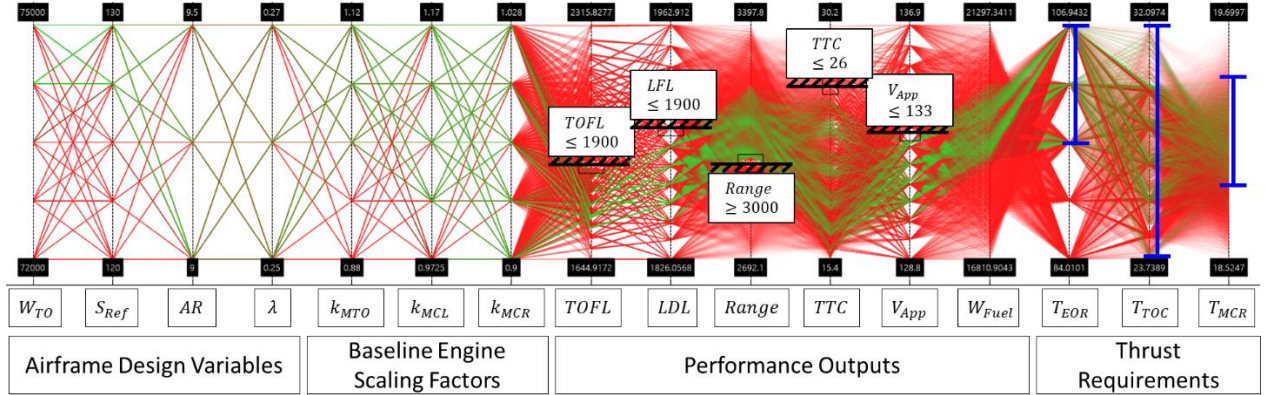 75000 130 9.5 0.27 1.12 1.17 1.028 2315.8277 1962.912 3397.8 30.2 136.9 21297.3411 106.9432 32.0974 19.6997
TTC
≤ 26
LFL
≤ 1900
V_App
≤ 133
TOFL
≤ 1900
Range
≥ 3000
72000 120 9 0.25 0.88 0.9725 0.9 1644.9172 1826.0568 2692.1 15.4 128.8 16810.9043 84.0101 23.7389 18.5247
W_TO S_Ref AR λ k_MTO k_MCL k_MCR TOFL LDL Range TTC V_App W_Fuel T_EOR T_TOC T_MCR
Airframe Design Variables Baseline Engine Performance Outputs Thrust
Scaling Factors Requirements